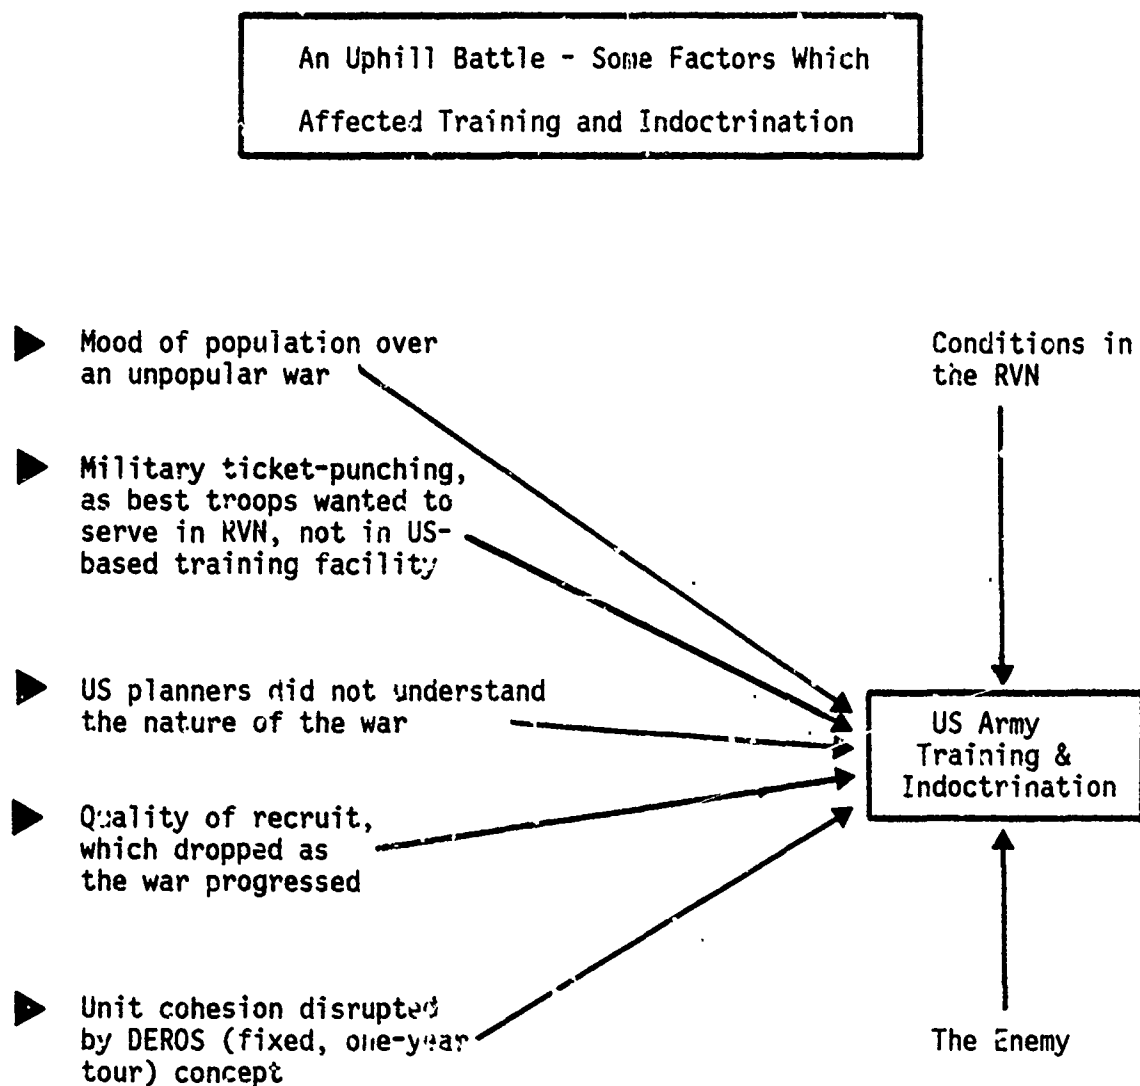 An Uphill Battle - Some Factors Which
Affected Training and Indoctrination
Mood of population over
an unpopular war
Conditions in
the RVN
Military ticket-punching,
as best troops wanted to
serve in RVN, not in US-
based training facility
US planners did not understand
the nature of the war
US Army
Training &
Indoctrination
Quality of recruit,
which dropped as
the war progressed
Unit cohesion disrupted
by DEROS (fixed, one-year
tour) concept
The Enemy